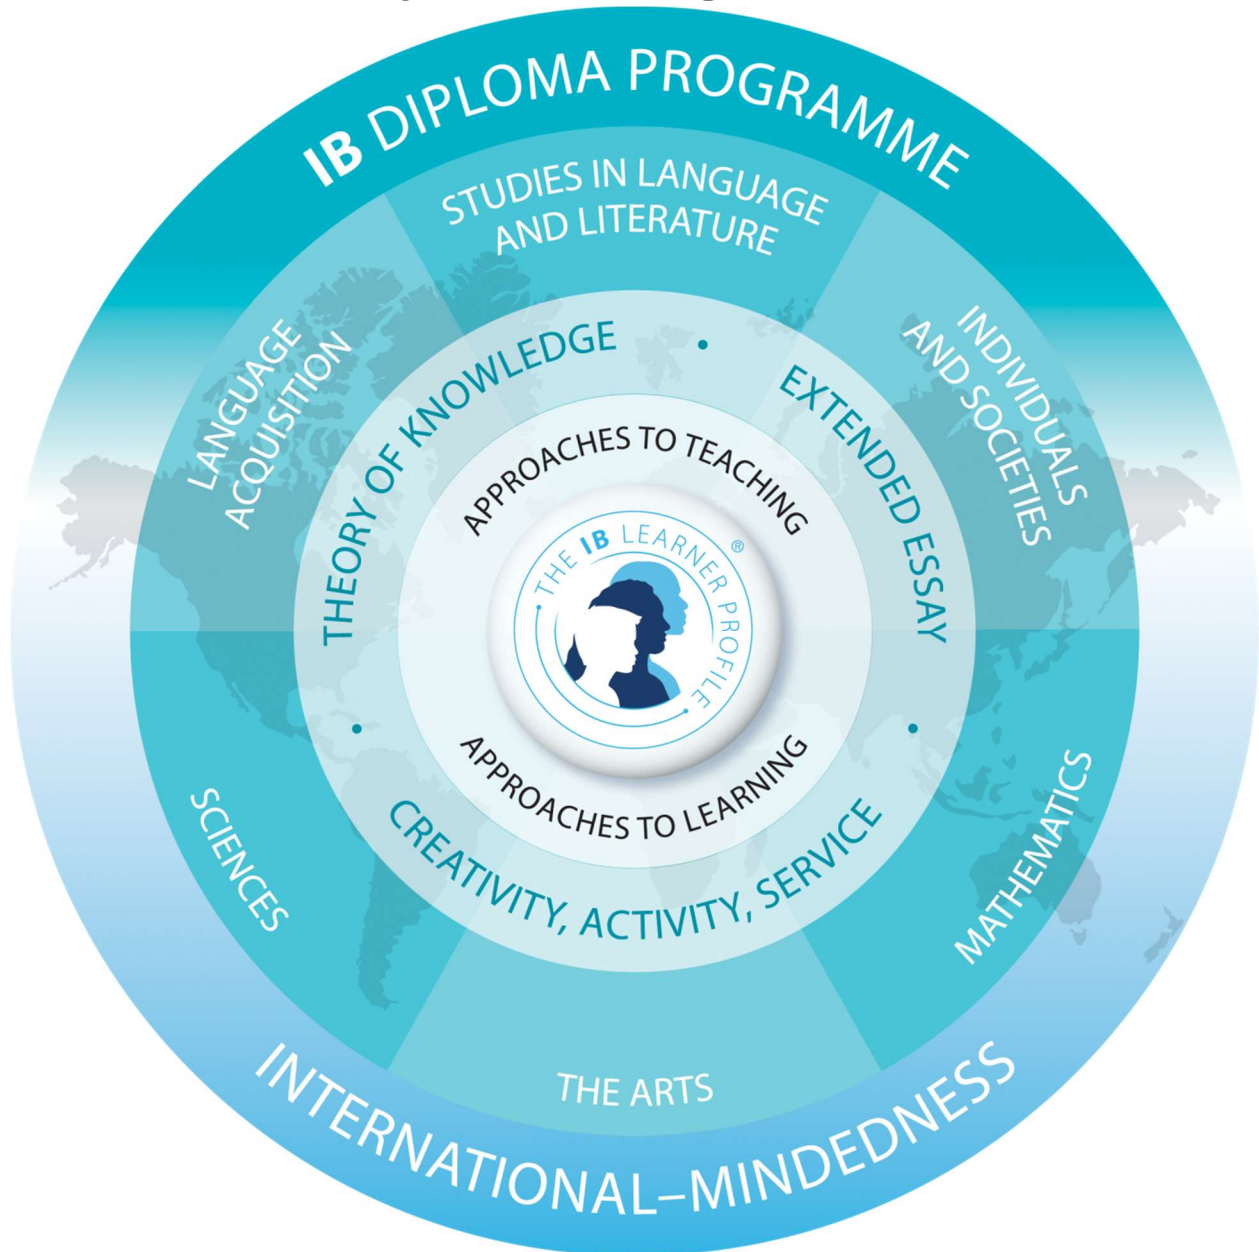 IB DIPLOMA PROGRAMME
STUDIES IN LANGUAGE
AND LITERATURE
LANGUAGE
ACQUISITION
INDIVIDUALS
AND SOCIETIES
THEORY OF KNOWLEDGE
EXTENDED ESSAY
APPROACHES TO TEACHING
THE IB LEARNER PROFILE
®
APPROACHES TO LEARNING
CREATIVITY, ACTIVITY, SERVICE
SCIENCES
MATHEMATICS
THE ARTS
INTERNATIONAL–MINDEDNESS